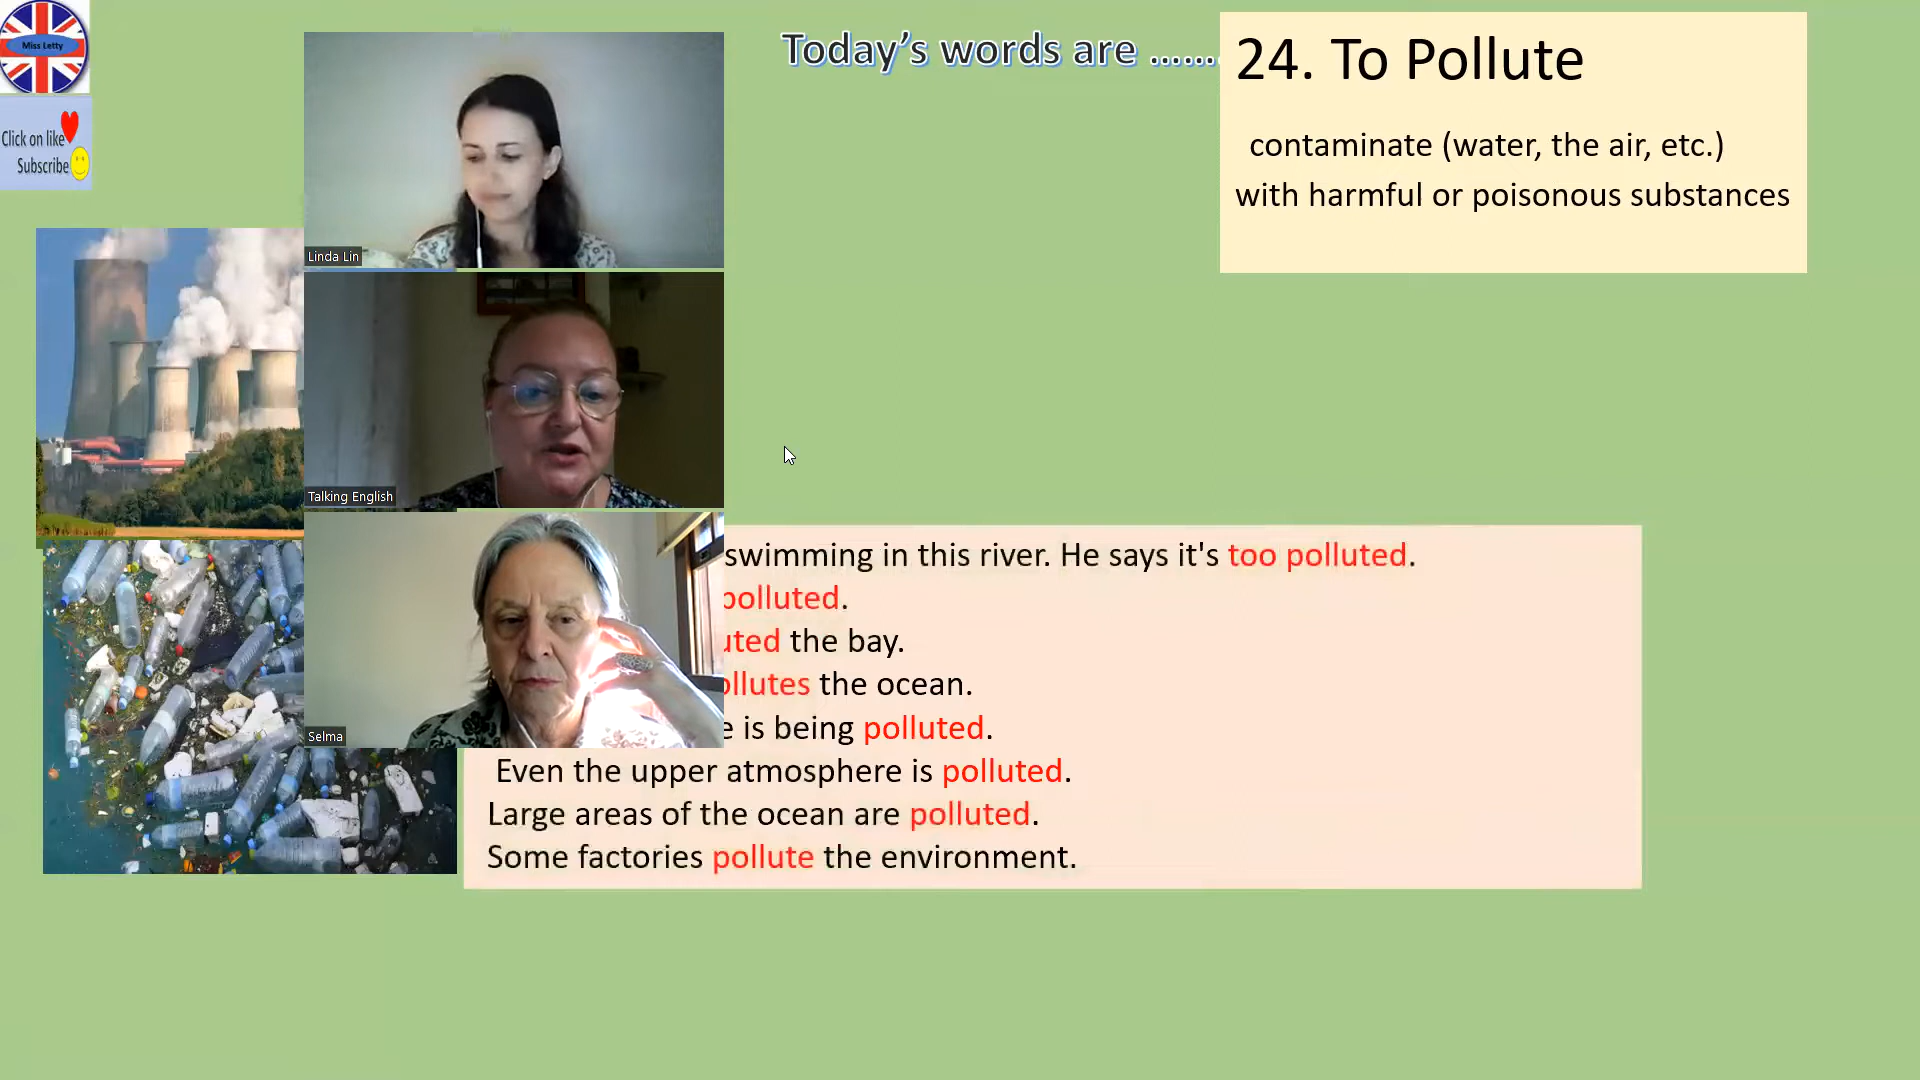 Miss Letty
Click on like
Subscribe
Today's words are ......
24. To Pollute
contaminate (water, the air, etc.)
with harmful or poisonous substances
Linda Lin
Talking English
Selma
swimming in this river. He says it's too polluted.
polluted.
the bay.
the ocean.
is being polluted.
Even the upper atmosphere is polluted.
Large areas of the ocean are polluted.
Some factories pollute the environment.